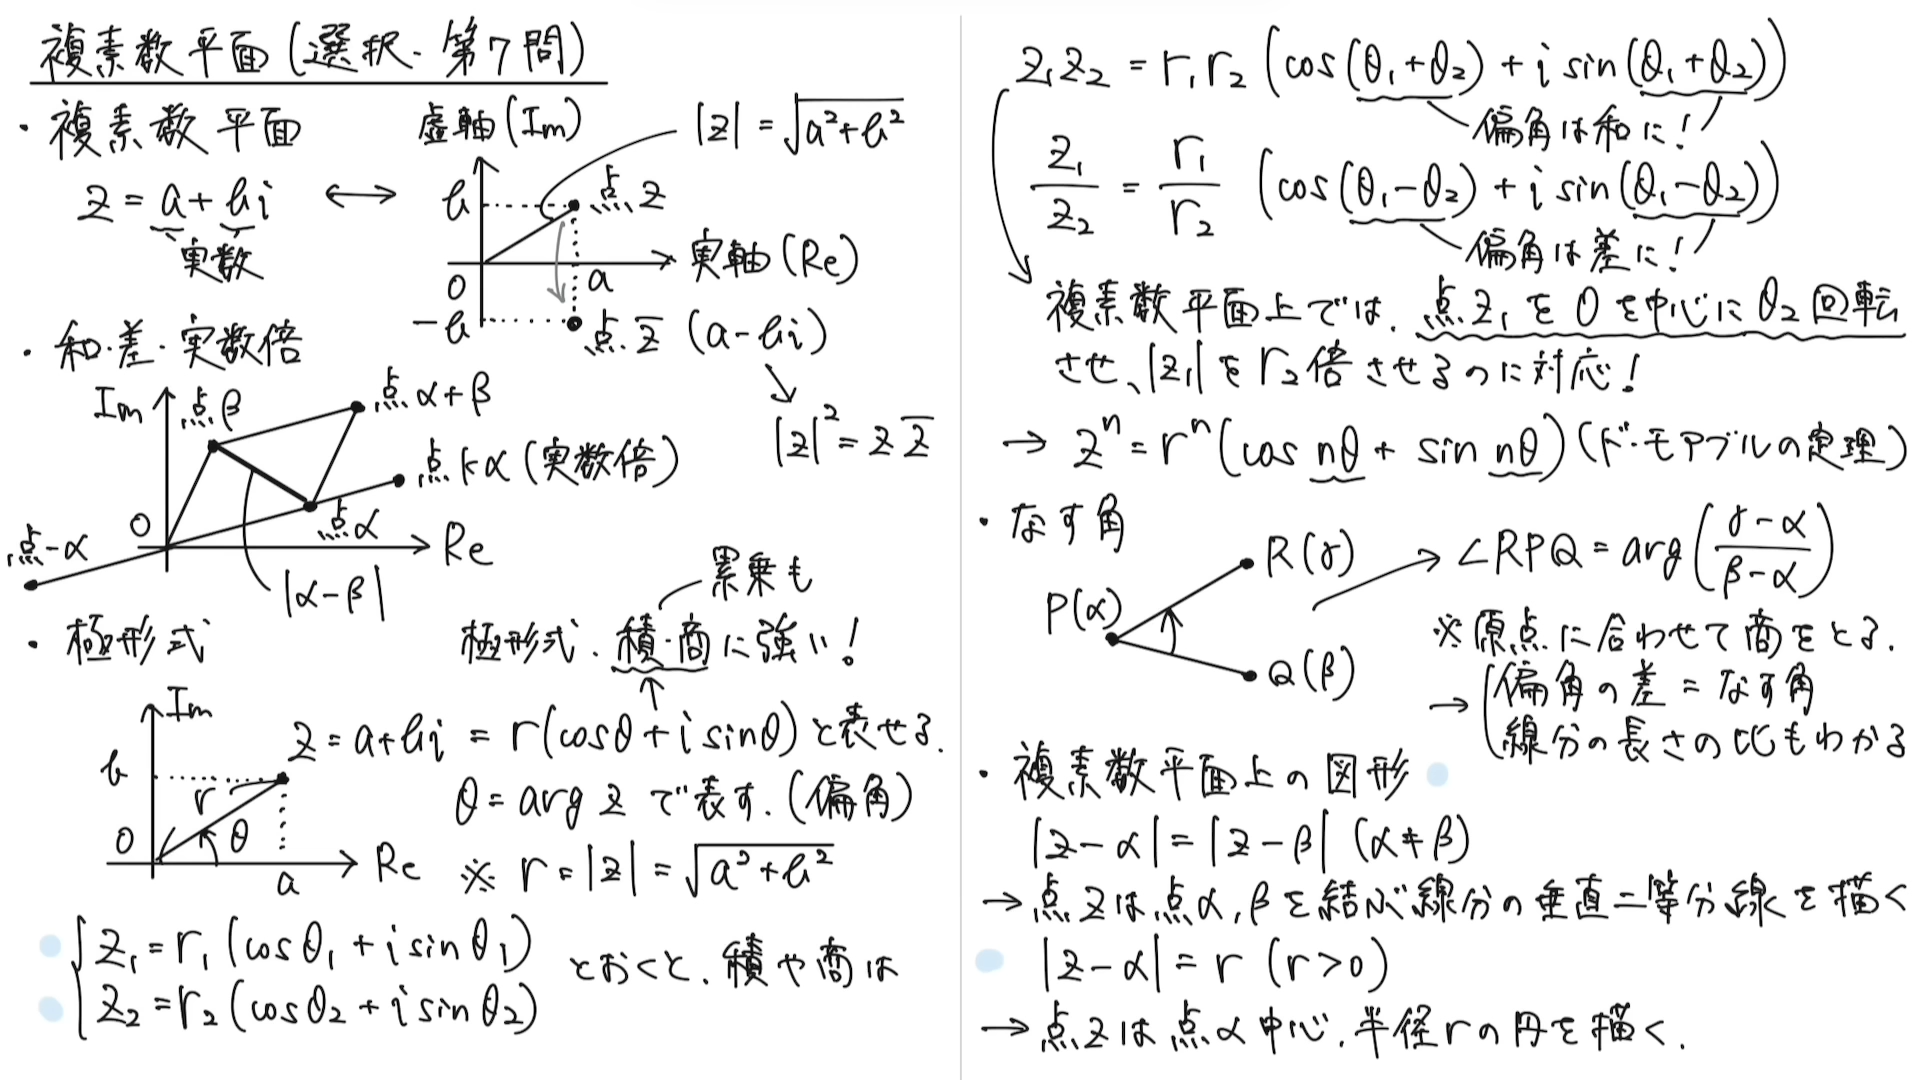 複素数平面(選択・第7問)
・複素数平面
虚軸(Im)
|z| = √a²+b²
z = a+bi ⟷
実数
b
点z
実軸(Re)
O
a
-b
点z̅ (a-bi)
|z|² = z z̅
・和・差・実数倍
Im
点β
点α+β
点kα(実数倍)
点α
O
Re
点-α
|α-β|
・極形式
極形式・積・商に強い!
累乗も
Im
b
r
θ
O
a
Re
z = a+bi = r(cosθ+i sinθ)と表せる.
θ = arg z で表す.(偏角)
※ r = |z| = √a²+b²
z₁ = r₁(cosθ₁+i sinθ₁)
z₂ = r₂(cosθ₂+i sinθ₂)
とおくと、積や商は
z₁z₂ = r₁r₂(cos(θ₁+θ₂)+i sin(θ₁+θ₂))
偏角は和に!
z₁/z₂ = r₁/r₂ (cos(θ₁-θ₂)+i sin(θ₁-θ₂))
偏角は差に!
複素数平面上では、点z₁をOを中心にθ₂回転
させ、|z₁|をr₂倍させるのに対応!
→ zⁿ = rⁿ(cos nθ + sin nθ)(ド・モアブルの定理)
・なす角
R(γ)
P(α)
Q(β)
∠RPQ = arg((γ-α)/(β-α))
※原点に合わせて商をとる.
→ 偏角の差 = なす角
線分の長さの比もわかる
・複素数平面上の図形
|z-α| = |z-β| (α≠β)
→点zは点α,βを結ぶ線分の垂直二等分線を描く
|z-α| = r (r>0)
→点zは点α中心、半径rの円を描く.